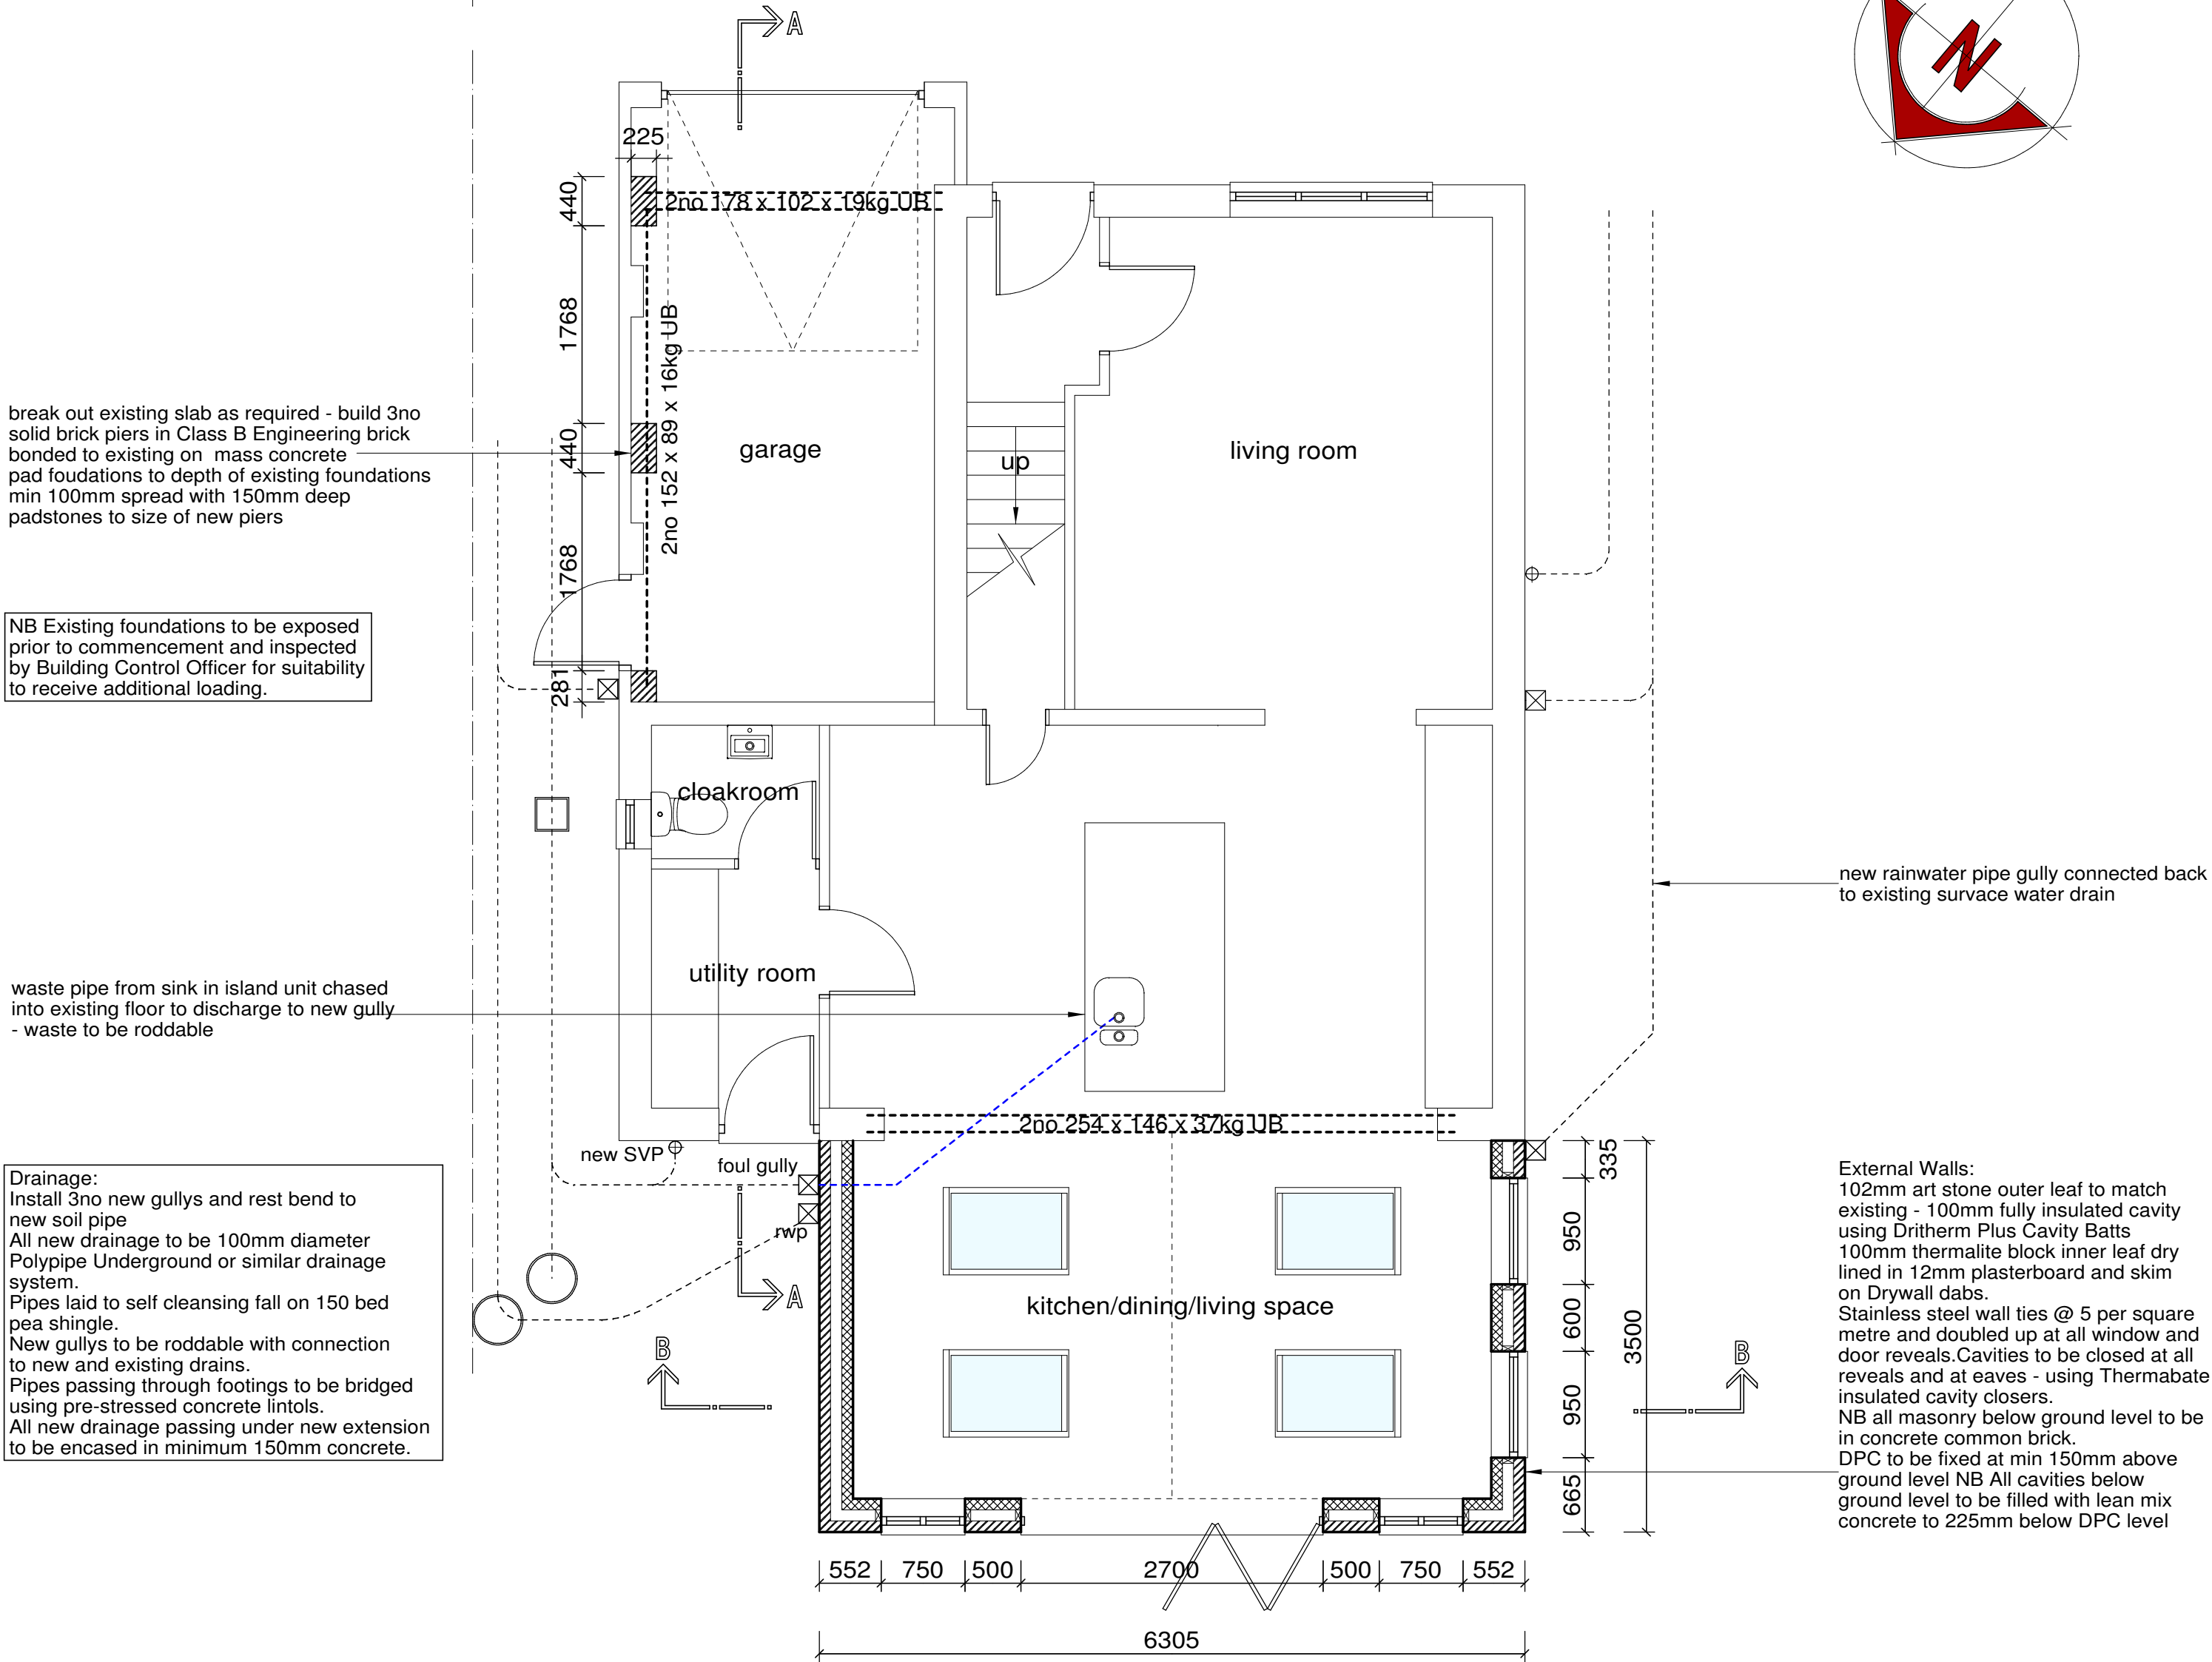 A
N
225
440
2no 178 x 102 x 19kg UB
1768
2no 152 x 89 x 16kg UB
440
1768
281
garage
up
living room
break out existing slab as required - build 3no
solid brick piers in Class B Engineering brick
bonded to existing on mass concrete
pad foudations to depth of existing foundations
min 100mm spread with 150mm deep
padstones to size of new piers
NB Existing foundations to be exposed
prior to commencement and inspected
by Building Control Officer for suitability
to receive additional loading.
cloakroom
utility room
new rainwater pipe gully connected back
to existing survace water drain
waste pipe from sink in island unit chased
into existing floor to discharge to new gully
- waste to be roddable
2no 254 x 146 x 37kg UB
new SVP
foul gully
rwp
A
B
kitchen/dining/living space
Drainage:
Install 3no new gullys and rest bend to
new soil pipe
All new drainage to be 100mm diameter
Polypipe Underground or similar drainage
system.
Pipes laid to self cleansing fall on 150 bed
pea shingle.
New gullys to be roddable with connection
to new and existing drains.
Pipes passing through footings to be bridged
using pre-stressed concrete lintols.
All new drainage passing under new extension
to be encased in minimum 150mm concrete.
335
950
600
950
665
3500
B
External Walls:
102mm art stone outer leaf to match
existing - 100mm fully insulated cavity
using Dritherm Plus Cavity Batts
100mm thermalite block inner leaf dry
lined in 12mm plasterboard and skim
on Drywall dabs.
Stainless steel wall ties @ 5 per square
metre and doubled up at all window and
door reveals.Cavities to be closed at all
reveals and at eaves - using Thermabate
insulated cavity closers.
NB all masonry below ground level to be
in concrete common brick.
DPC to be fixed at min 150mm above
ground level NB All cavities below
ground level to be filled with lean mix
concrete to 225mm below DPC level
552 750 500 2700 500 750 552
6305